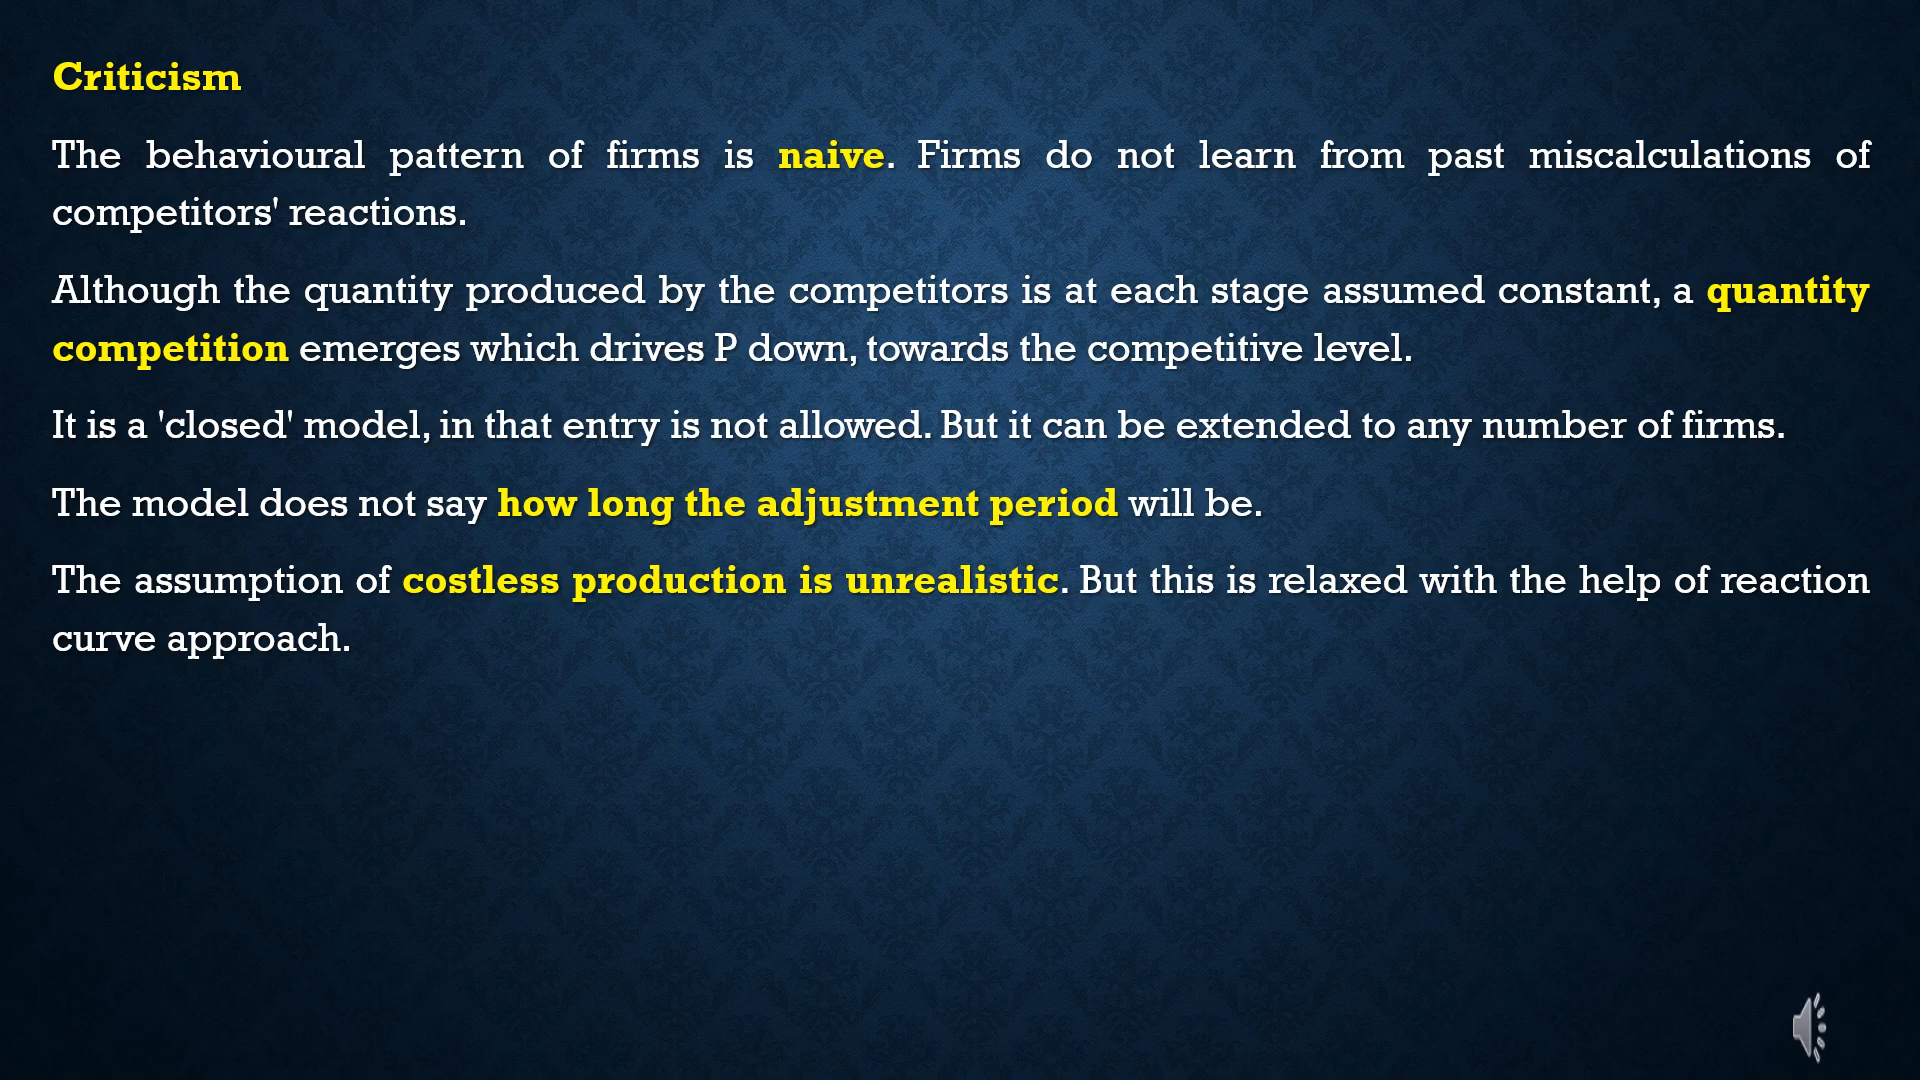 Criticism
The behavioural pattern of firms is naive. Firms do not learn from past miscalculations of
competitors' reactions.
Although the quantity produced by the competitors is at each stage assumed constant, a quantity
competition emerges which drives P down, towards the competitive level.
It is a 'closed' model, in that entry is not allowed. But it can be extended to any number of firms.
The model does not say how long the adjustment period will be.
The assumption of costless production is unrealistic. But this is relaxed with the help of reaction
curve approach.